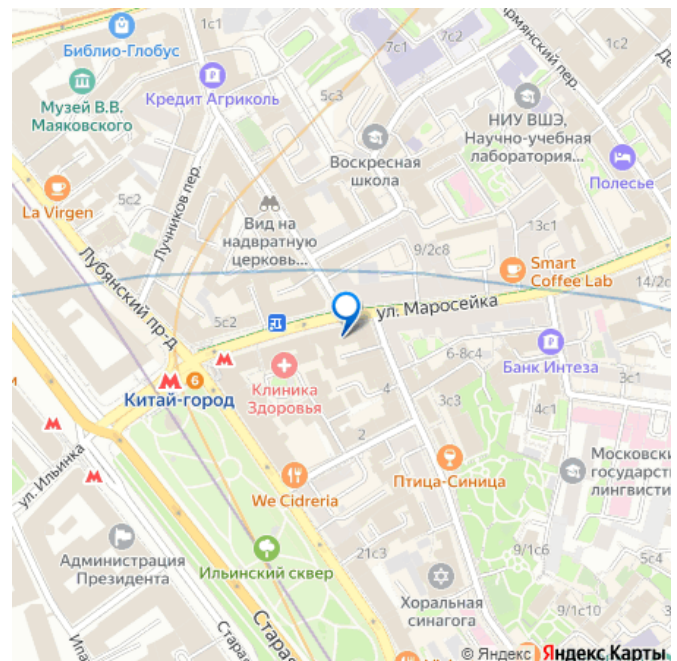 1с1
Библио-Глобус
7с1
7с2
1с2
Музей В.В.
Маяковского
Кредит Агриколь
5с3
НИУ ВШЭ,
Научно-учебная
лаборатория...
Воскресная
школа
Полесье
La Virgen
5с2
Лучников пер.
Вид на
надвратную
церковь...
13с1
9/2с8
Smart
Coffee Lab
14/2с
Лубянский пр-д
ул. Маросейка
5с2
6-8с4
Банк Интеза
3с1
6
Китай-город
Клиника
Здоровья
4
3с3
4с1
2
ул. Ильинка
We Cidreria
Птица-Синица
Московски
государст
лингвисти
Администрация
Президента
Ильинский сквер
21с3
9/1с6
5с4
Хоральная
синагога
9/1с10
Старая
© Яндекс Яндекс Карты